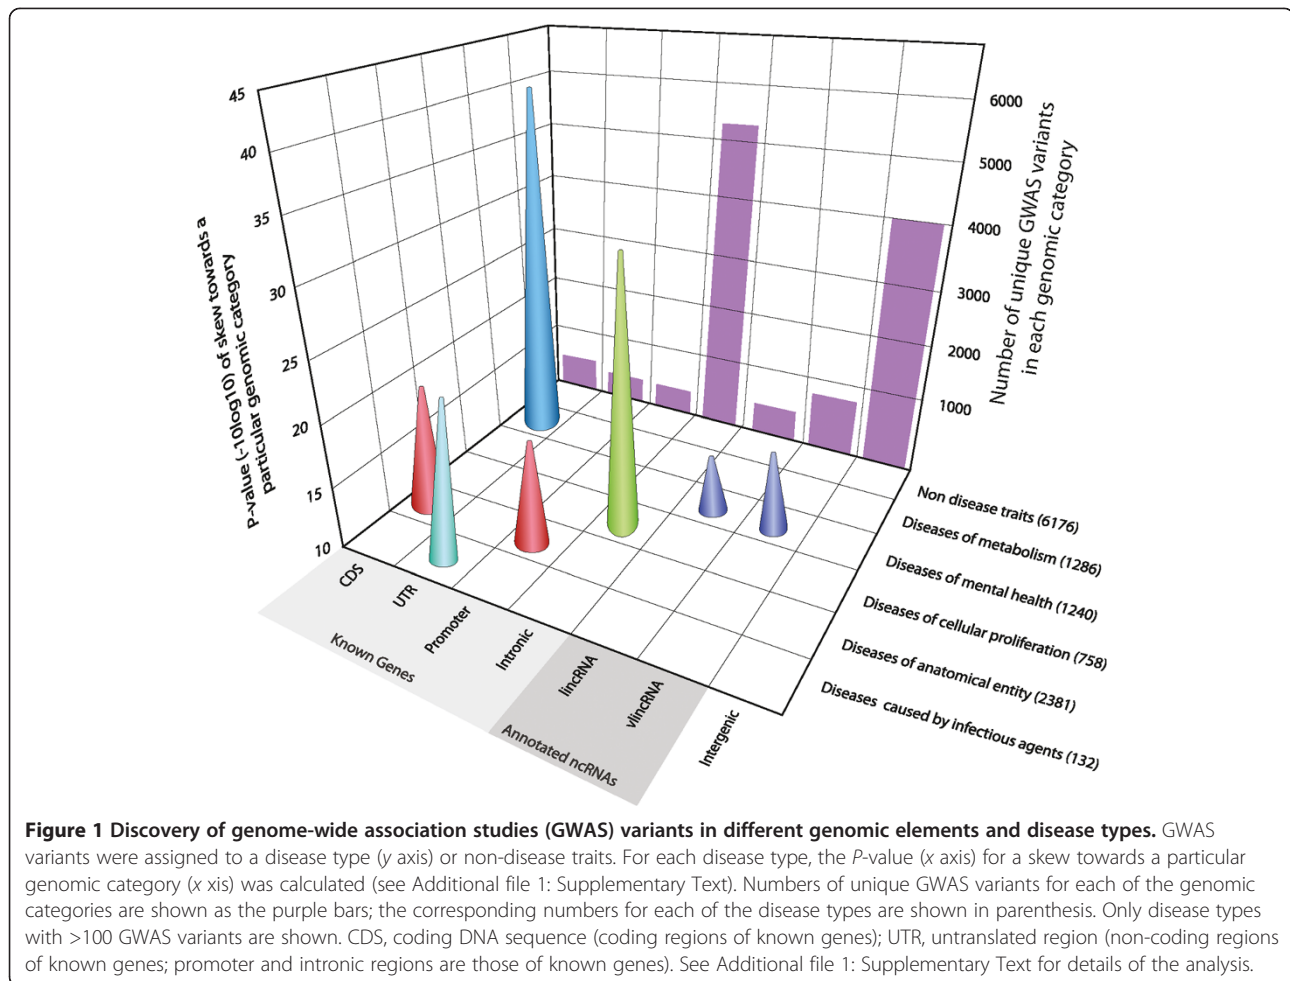 45
40
35
30
25
20
15
10
P-value (-10log10) of skew towards a
particular genomic category
6000
5000
4000
3000
2000
1000
Number of unique GWAS variants
in each genomic category
CDS
UTR
Promoter
Intronic
lincRNA
vlincRNA
Intergenic
Known Genes
Annotated ncRNAs
Non disease traits (6176)
Diseases of metabolism (1286)
Diseases of mental health (1240)
Diseases of cellular proliferation (758)
Diseases of anatomical entity (2381)
Diseases caused by infectious agents (132)
Figure 1 Discovery of genome-wide association studies (GWAS) variants in different genomic elements and disease types. GWAS
variants were assigned to a disease type (y axis) or non-disease traits. For each disease type, the P-value (x axis) for a skew towards a particular
genomic category (x xis) was calculated (see Additional file 1: Supplementary Text). Numbers of unique GWAS variants for each of the genomic
categories are shown as the purple bars; the corresponding numbers for each of the disease types are shown in parenthesis. Only disease types
with >100 GWAS variants are shown. CDS, coding DNA sequence (coding regions of known genes); UTR, untranslated region (non-coding regions
of known genes; promoter and intronic regions are those of known genes). See Additional file 1: Supplementary Text for details of the analysis.